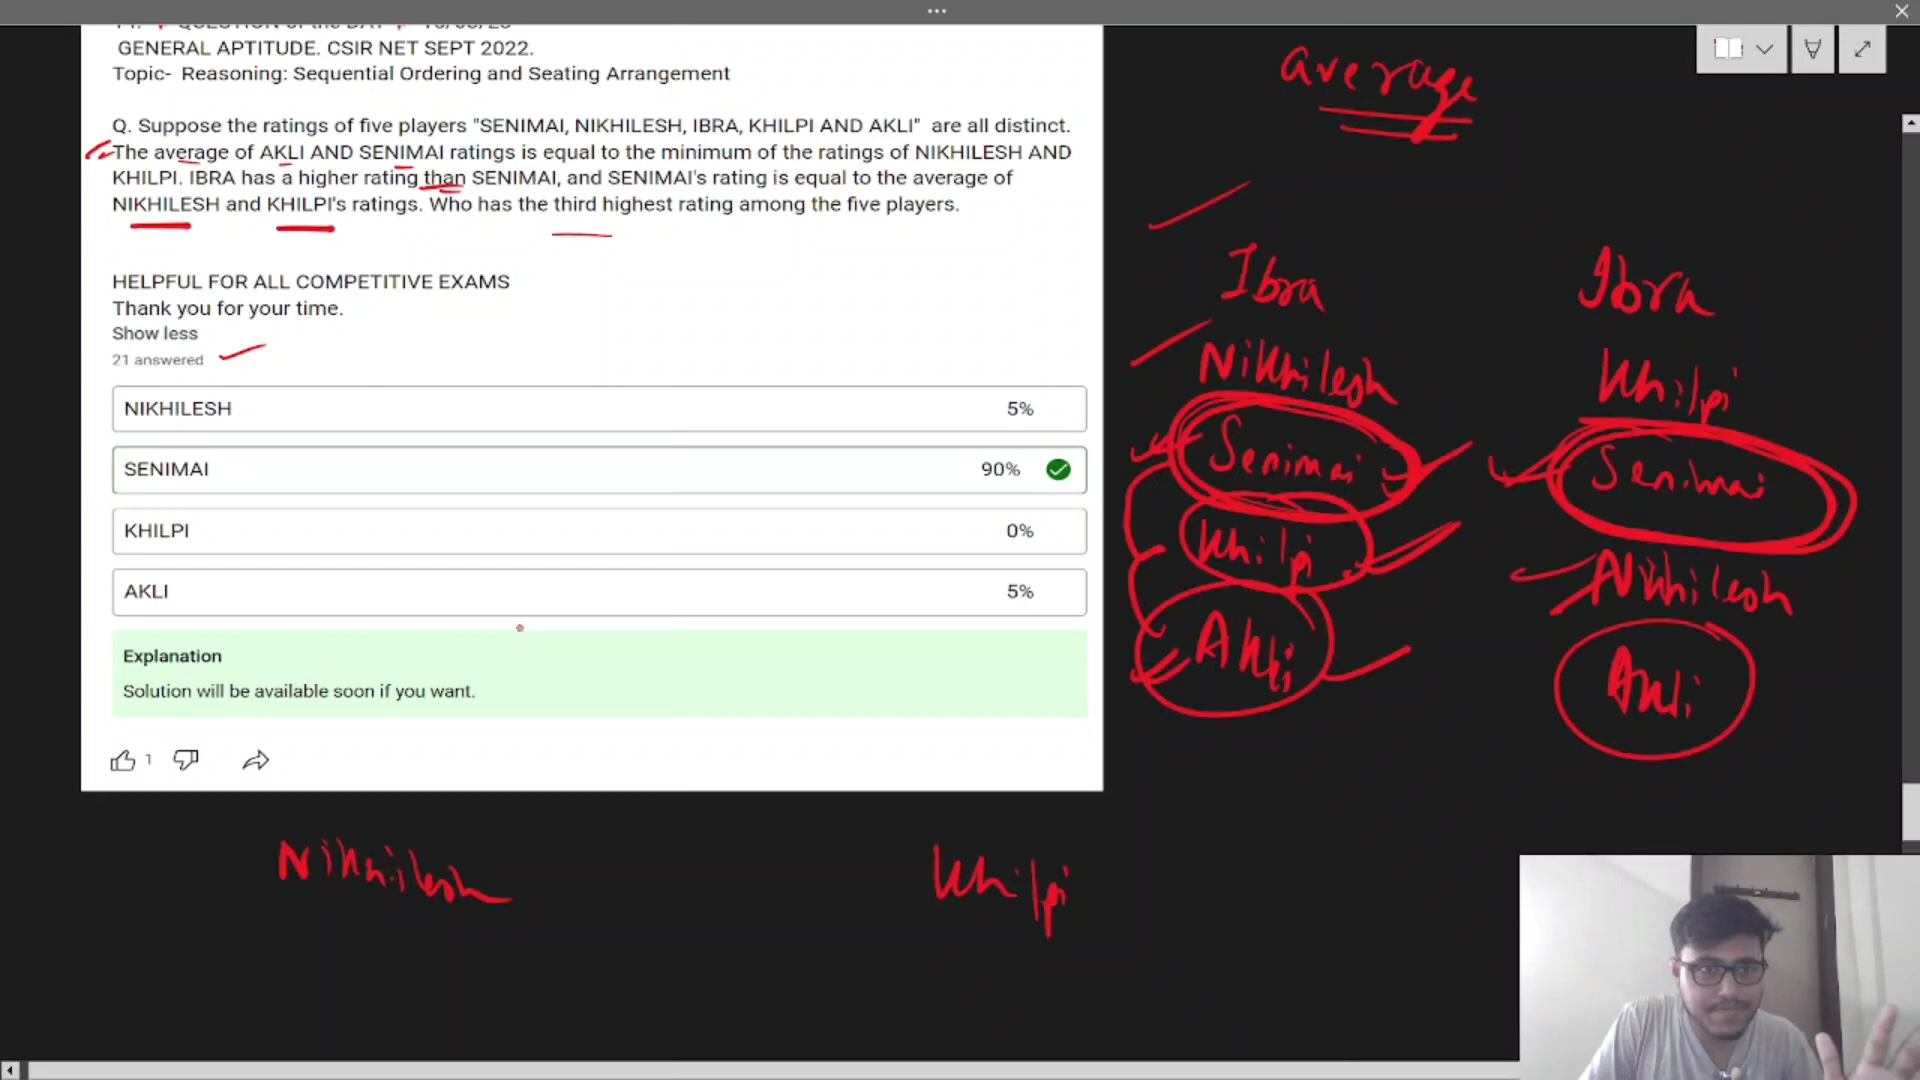 GENERAL APTITUDE. CSIR NET SEPT 2022.
Topic- Reasoning: Sequential Ordering and Seating Arrangement
Q. Suppose the ratings of five players "SENIMAI, NIKHILESH, IBRA, KHILPI AND AKLI" are all distinct.
The average of AKLI AND SENIMAI ratings is equal to the minimum of the ratings of NIKHILESH AND
KHILPI. IBRA has a higher rating than SENIMAI, and SENIMAI's rating is equal to the average of
NIKHILESH and KHILPI's ratings. Who has the third highest rating among the five players.
HELPFUL FOR ALL COMPETITIVE EXAMS
Thank you for your time.
Show less
21 answered
NIKHILESH 5%
SENIMAI 90%
KHILPI 0%
AKLI 5%
Explanation
Solution will be available soon if you want.
1
average
Ibra
Nikhilesh
Senimai
Khilpi
Akli
Ibra
Khilpi
Senimai
Nikhilesh
Akli
Nikhilesh
Khilpi